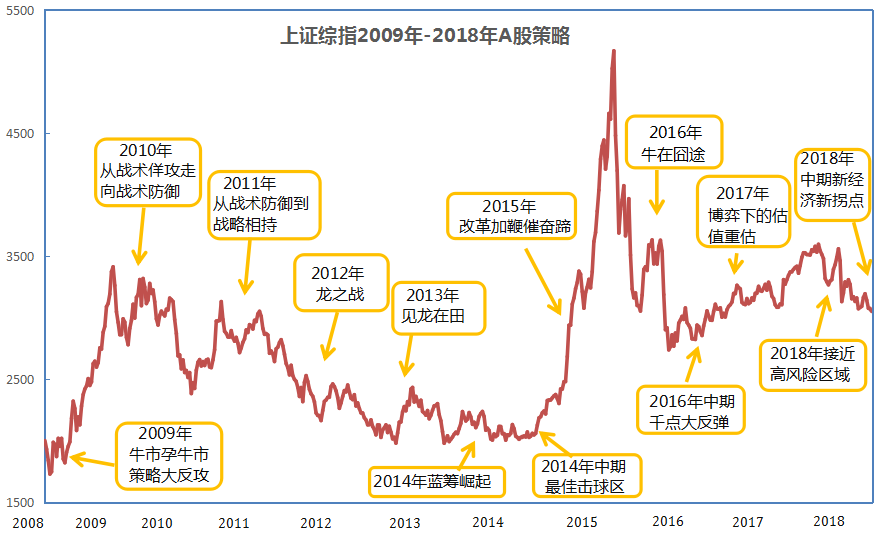 上证综指2009年-2018年A股策略
5500
4500
3500
2500
1500
2010年
从战术佯攻走
向战术防御
2011年
从战术防御到
战略相持
2012年
龙之战
2013年
见龙在田
2015年
改革加鞭催奋蹄
2016年
牛在囧途
2017年
博弈下的估
值重估
2018年
中期新经
济新拐点
2009年
牛市孕牛市
策略大反攻
2014年蓝筹崛起
2014年中期
最佳击球区
2016年中期
千点大反弹
2018年接近
高风险区域
2008 2009 2010 2011 2012 2013 2014 2015 2016 2017 2018